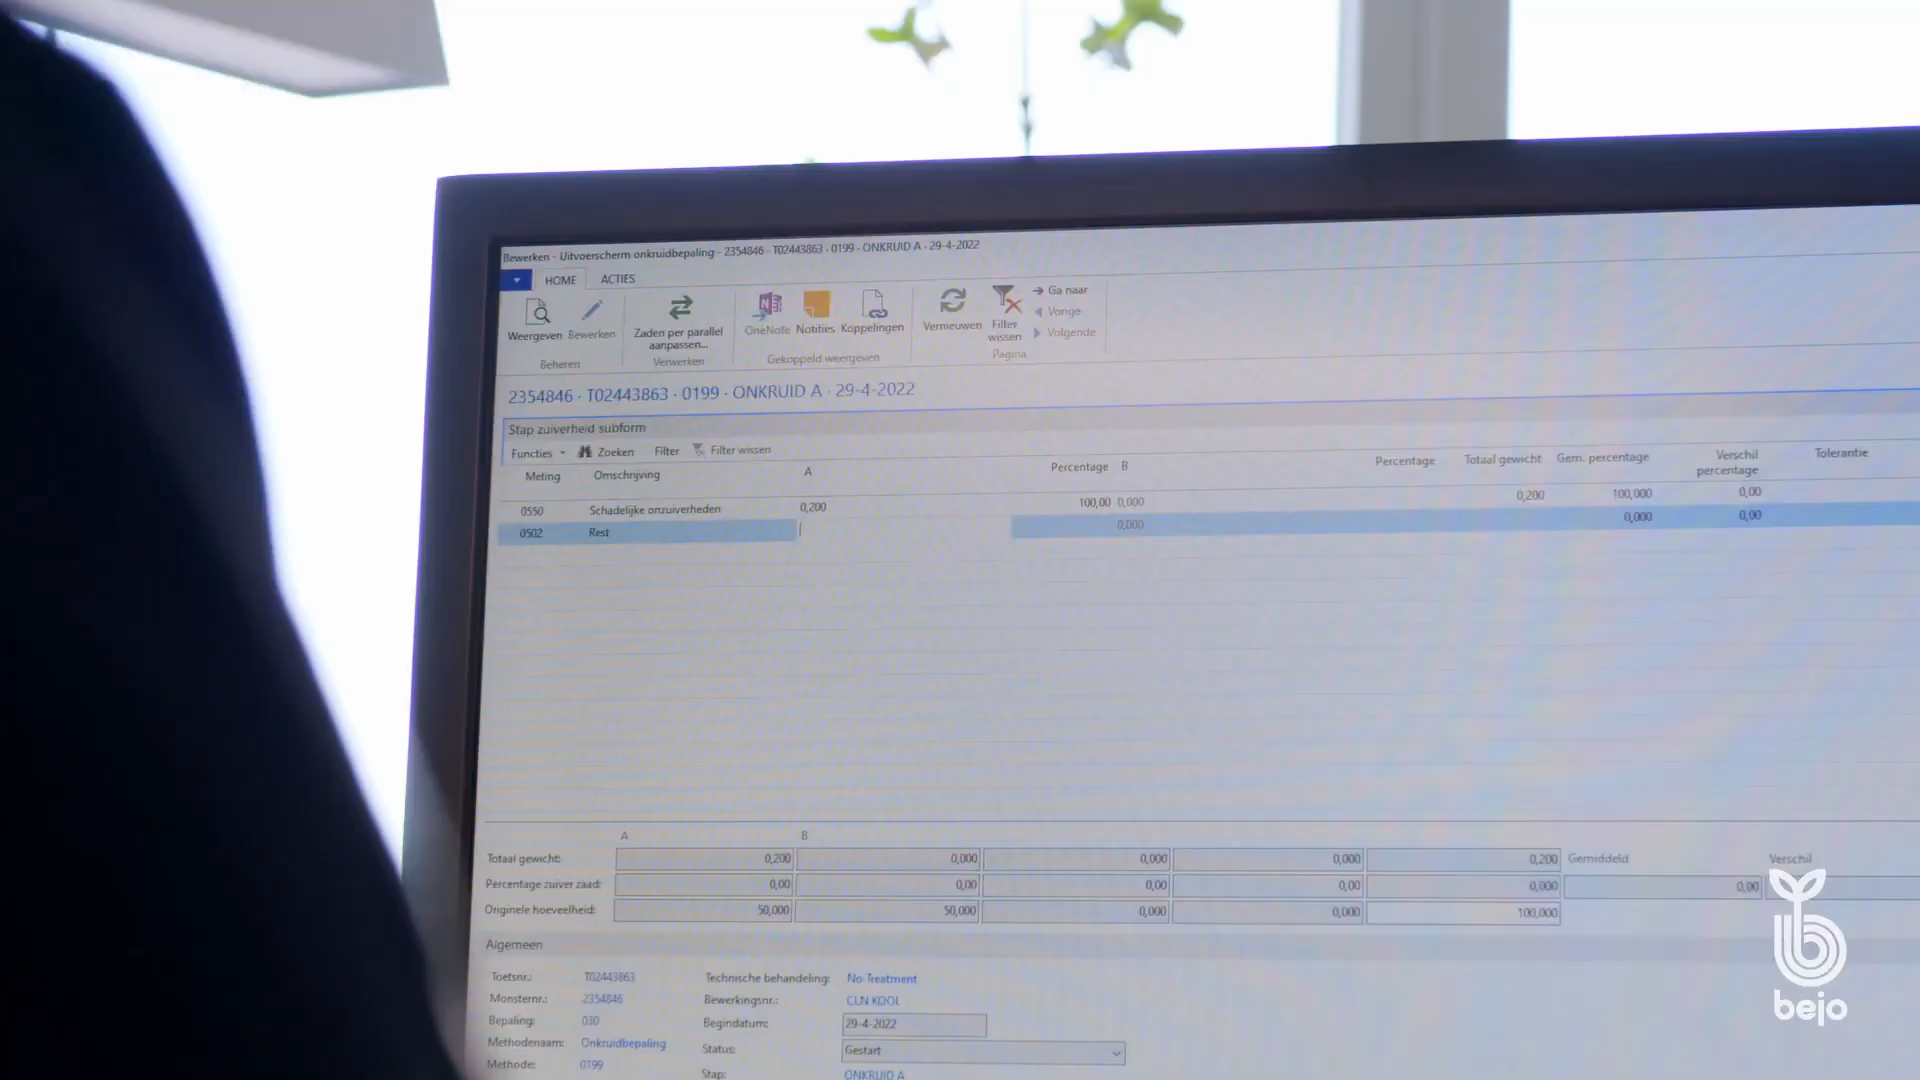 Bewerken - Uitvoerscherm onkruidbepaling - 2354846 · T02443863 · 0199 · ONKRUID A · 29-4-2022
HOME ACTIES
Weergeven Bewerken Zaden per parallel aanpassen... OneNote Notities Koppelingen Vernieuwen Filter wissen Ga naar Vorige Volgende
Beheren Verwerken Gekoppeld weergeven Pagina
2354846 · T02443863 · 0199 · ONKRUID A · 29-4-2022
Stap zuiverheid subform
Functies Zoeken Filter Filter wissen
Meting Omschrijving A Percentage B Percentage Totaal gewicht Gem. percentage Verschil percentage Tolerantie
0550 Schadelijke onzuiverheden 0,200 100,00 0,000 0,200 100,000 0,00
0502 Rest 0,000 0,000 0,00
A B
Totaal gewicht: 0,200 0,000 0,000 0,000 0,200 Gemiddeld Verschil
Percentage zuiver zaad: 0,00 0,00 0,00 0,00 0,000 0,00
Originele hoeveelheid: 50,000 50,000 0,000 0,000 100,000
Algemeen
Toetsnr.: T02443863 Technische behandeling: No Treatment
Monsternr.: 2354846 Bewerkingsnr.: CLN KOOL
Bepaling: 030 Begindatum: 29-4-2022
Methodenaam: Onkruidbepaling Status: Gestart
Methode: 0199 Stap: ONKRUID A
bejo